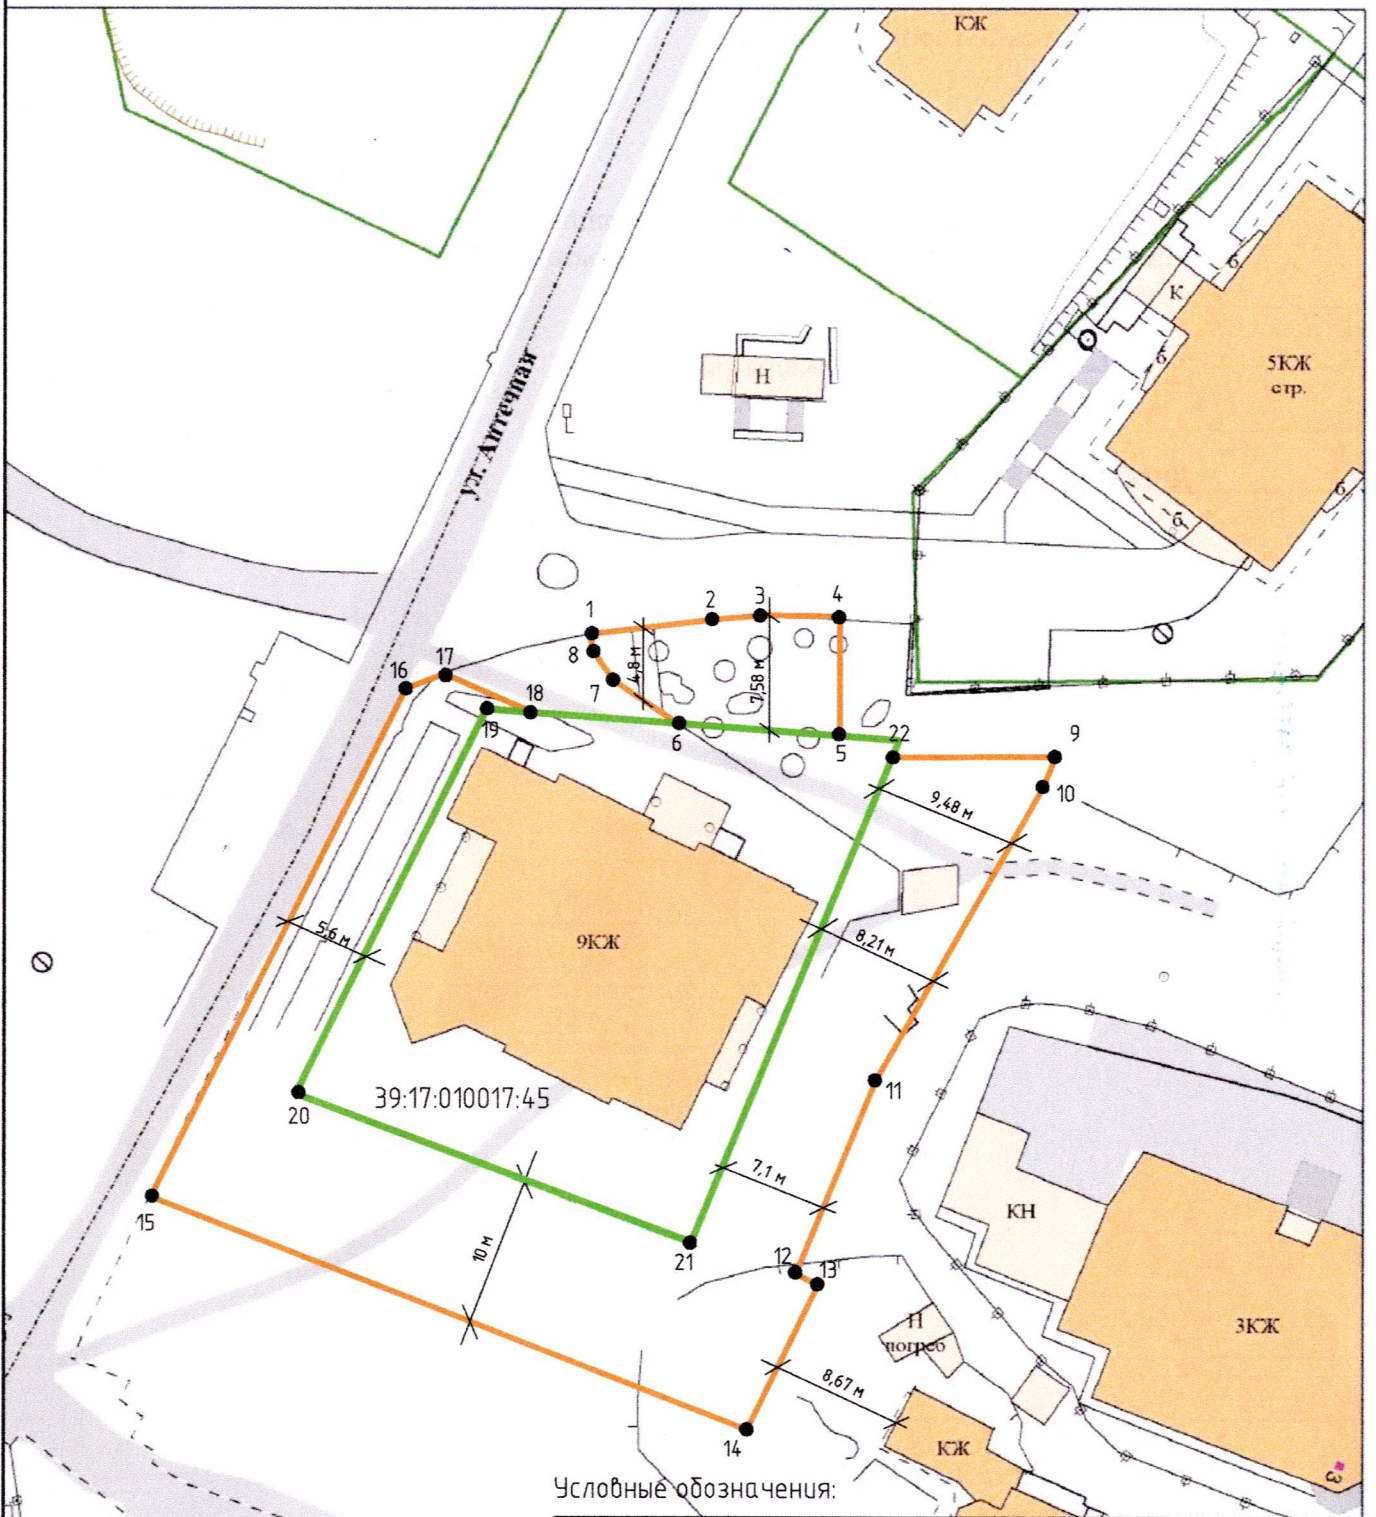 КЖ
б
К
б
5КЖ
стр.
Н
ул. Аптечная
б
б
1
2
3
4
8
4,8 м
7,58 м
7
16
17
18
19
6
5
22
9
10
9,48 м
5,6 м
9КЖ
8,21 м
11
39:17:010017:45
20
7,1 м
15
10 м
21
12
13
КН
Н
погреб
3КЖ
8,67 м
14
КЖ
3
Условные обозначения: